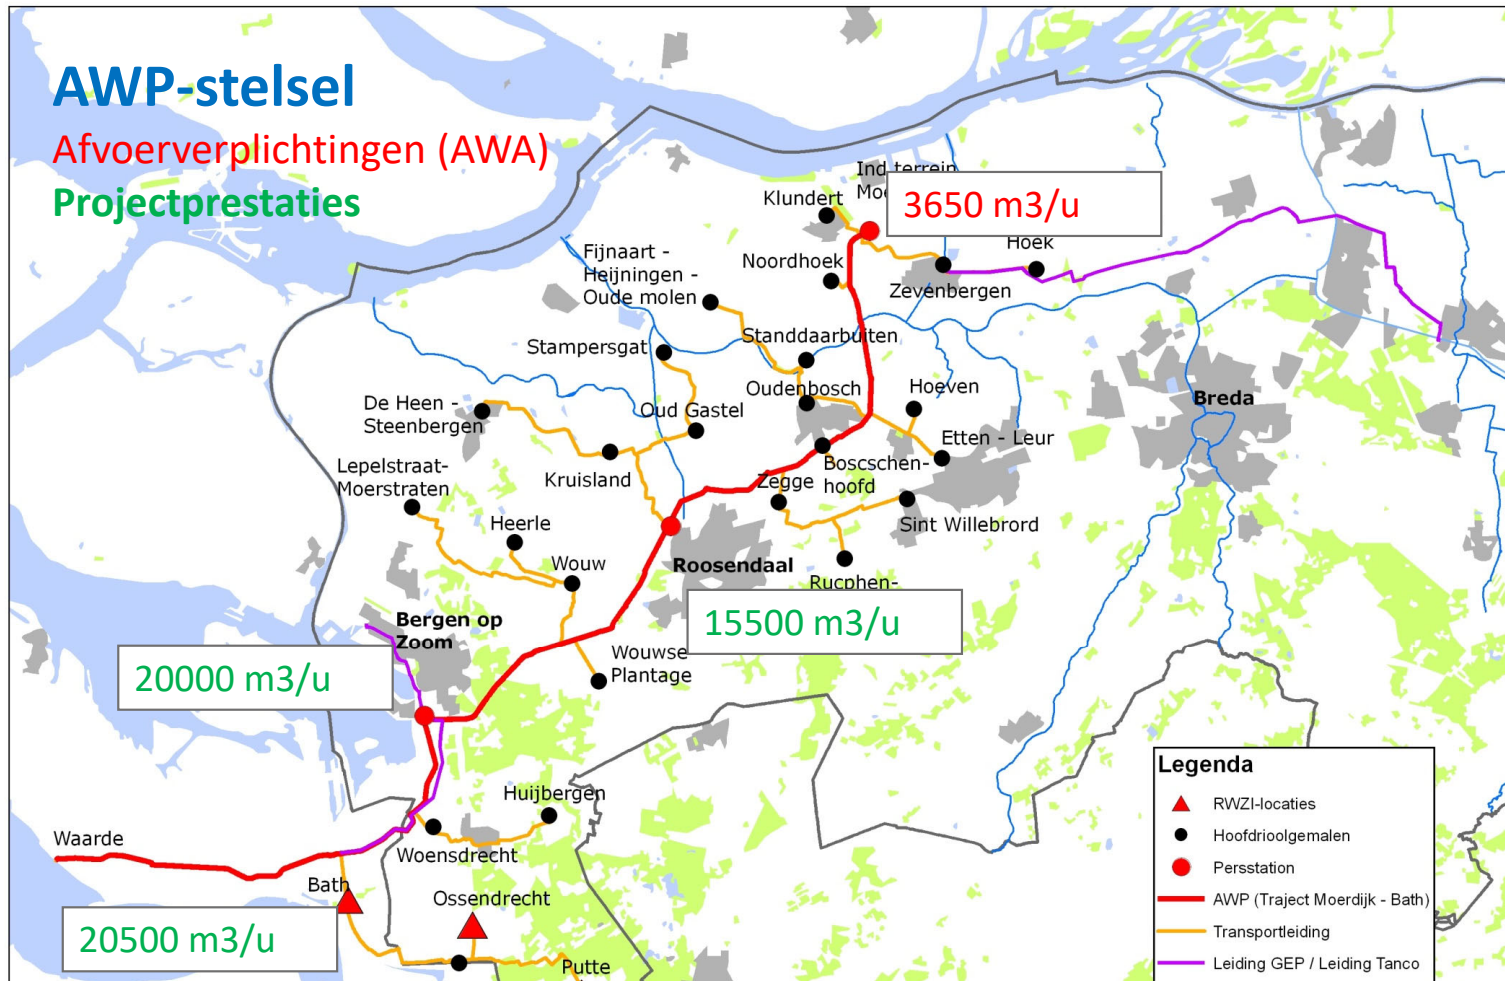 AWP-stelsel
Afvoerverplichtingen (AWA)
Projectprestaties
Ind terrein
3650 m3/u
Klundert
Hoek
Noordhoek
Zevenbergen
Fijnaart -
Heijningen -
Oude molen
Standdaarbuiten
Stampersgat
Oudenbosch
Hoeven
De Heen -
Steenbergen
Oud Gastel
Breda
Etten - Leur
Kruisland
Boscschen-
hoofd
Lepelstraat-
Moerstraten
Zegge
Sint Willebrord
Heerle
Wouw
Roosendaal
Rucphen-
15500 m3/u
Bergen op
Zoom
Wouwse
Plantage
20000 m3/u
Huijbergen
Woensdrecht
Waarde
Bath
Ossendrecht
20500 m3/u
Putte
Legenda
RWZI-locaties
Hoofdrioolgemalen
Persstation
AWP (Traject Moerdijk - Bath)
Transportleiding
Leiding GEP / Leiding Tanco